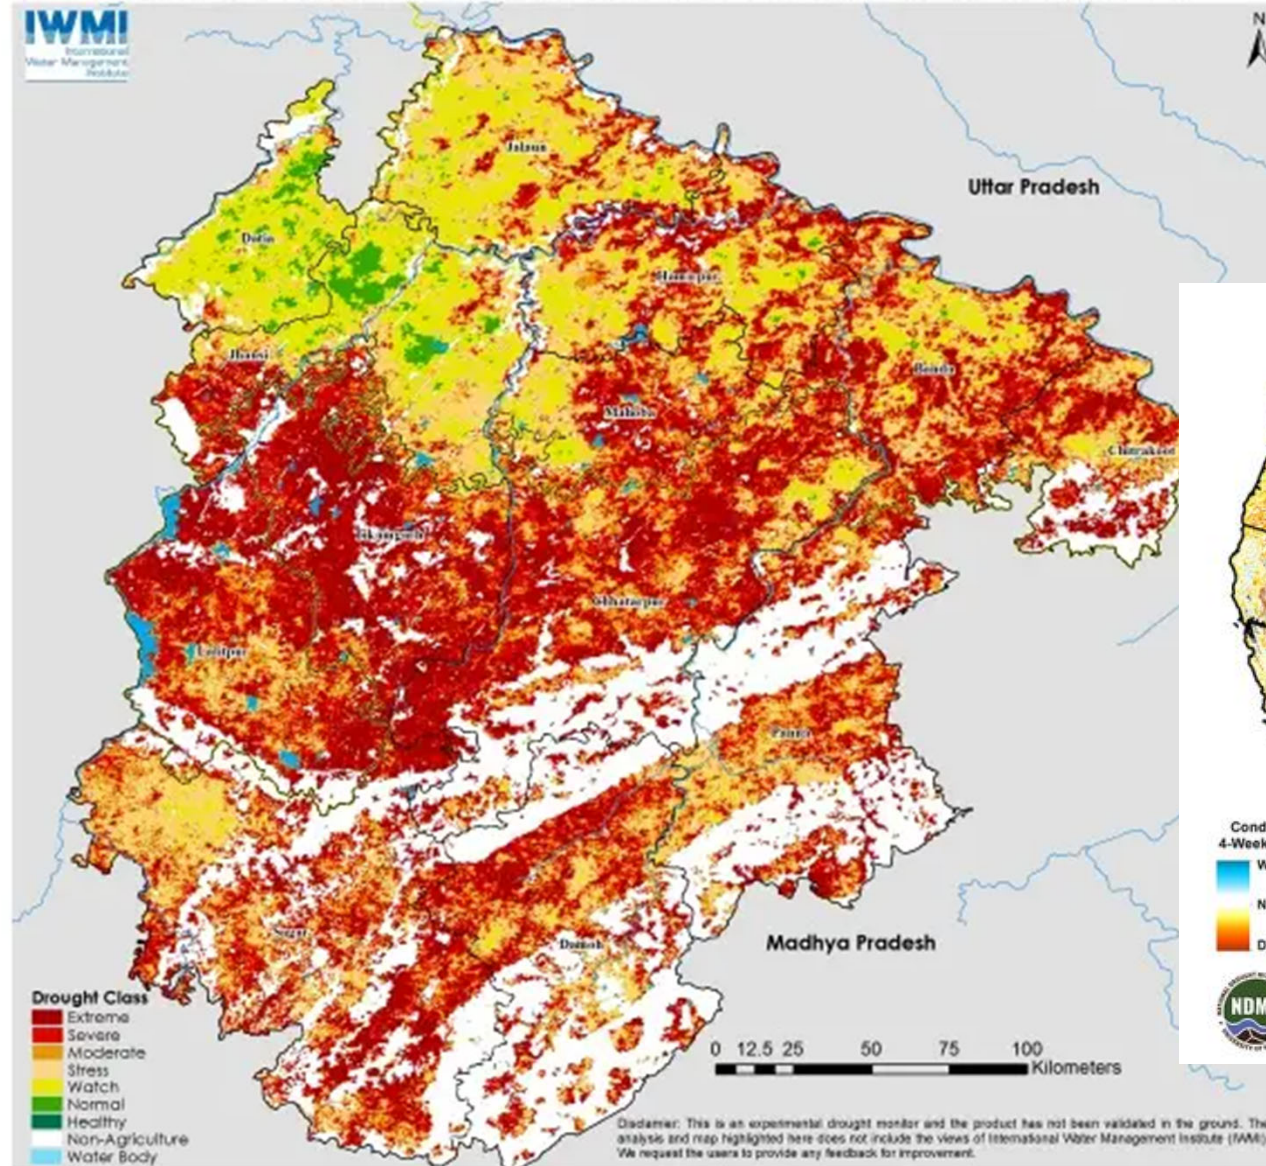 IWMI
International
Water Management
Institute
N
Jalaun
Uttar Pradesh
Datia
Hamirpur
Jhansi
Banda
Mahoba
Chitrakoot
Tikamgarh
Chhatarpur
Lalitpur
Panna
Cond
4-Week
W
N
D
Sagar
Damoh
Madhya Pradesh
NDM
Drought Class
Extreme
Severe
Moderate
Stress
Watch
Normal
Healthy
Non-Agriculture
Water Body
0 12.5 25 50 75 100
Kilometers
Disclaimer: This is an experimental drought monitor and the product has not been validated in the ground. The
analysis and map highlighted here does not include the views of International Water Management Institute (IWMI)
We request the users to provide any feedback for improvement.